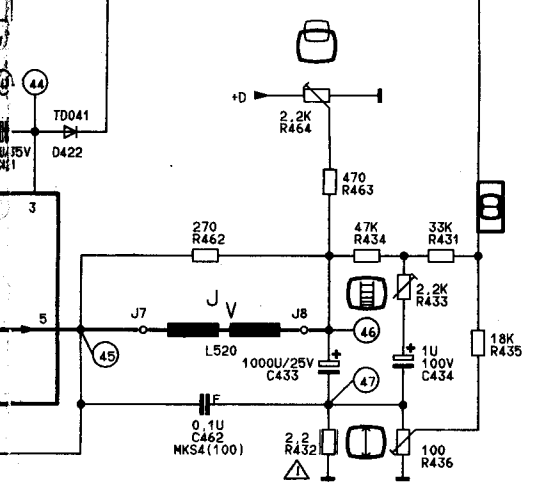 44
+D
2.2K
R464
TD041
D422
/35V
3
470
R463
270
R462
47K
R434
33K
R431
2.2K
R433
J V
J7
J8
5
45
46
L520
1000U/25V
C433
1U
100V
C434
18K
R435
47
F
0.1U
C462
MKS4(100)
2.2
R432
100
R436